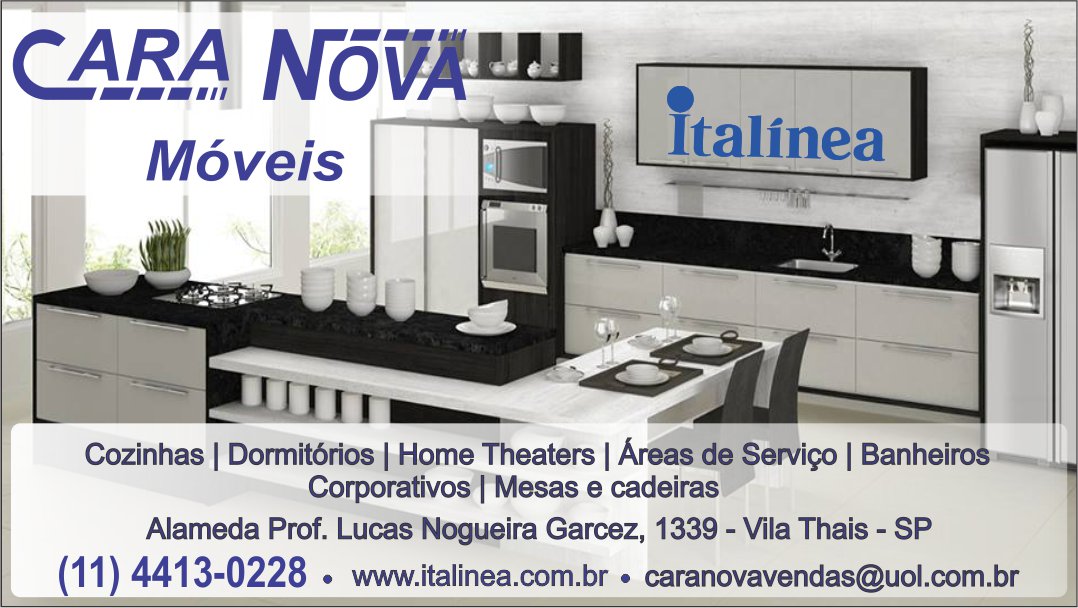 CARA NOVA
Móveis
italínea
Cozinhas | Dormitórios | Home Theaters | Áreas de Serviço | Banheiros
Corporativos | Mesas e cadeiras
Alameda Prof. Lucas Nogueira Garcez, 1339 - Vila Thais - SP
(11) 4413-0228 • www.italinea.com.br • caranovavendas@uol.com.br